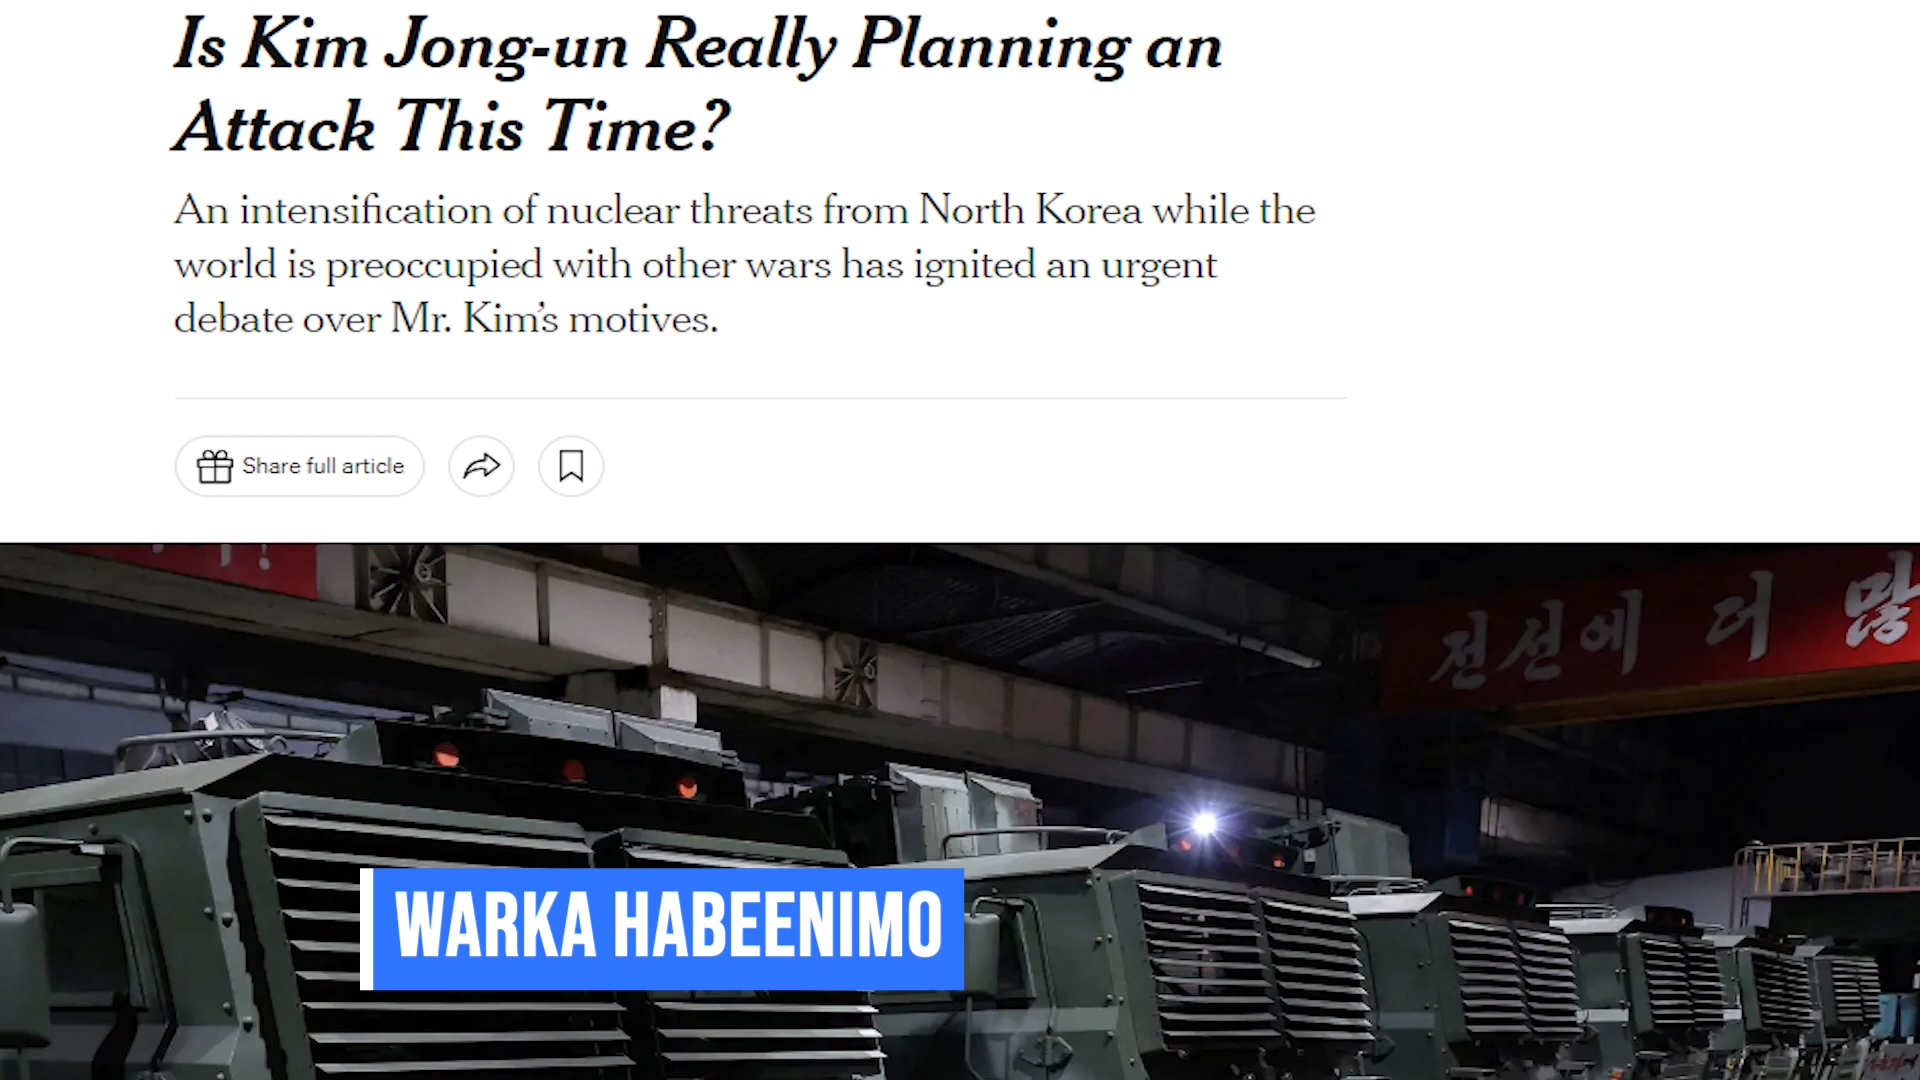 Is Kim Jong-un Really Planning an
Attack This Time?
An intensification of nuclear threats from North Korea while the
world is preoccupied with other wars has ignited an urgent
debate over Mr. Kim’s motives.
Share full article
전선에 더 많
WARKA HABEENIMO